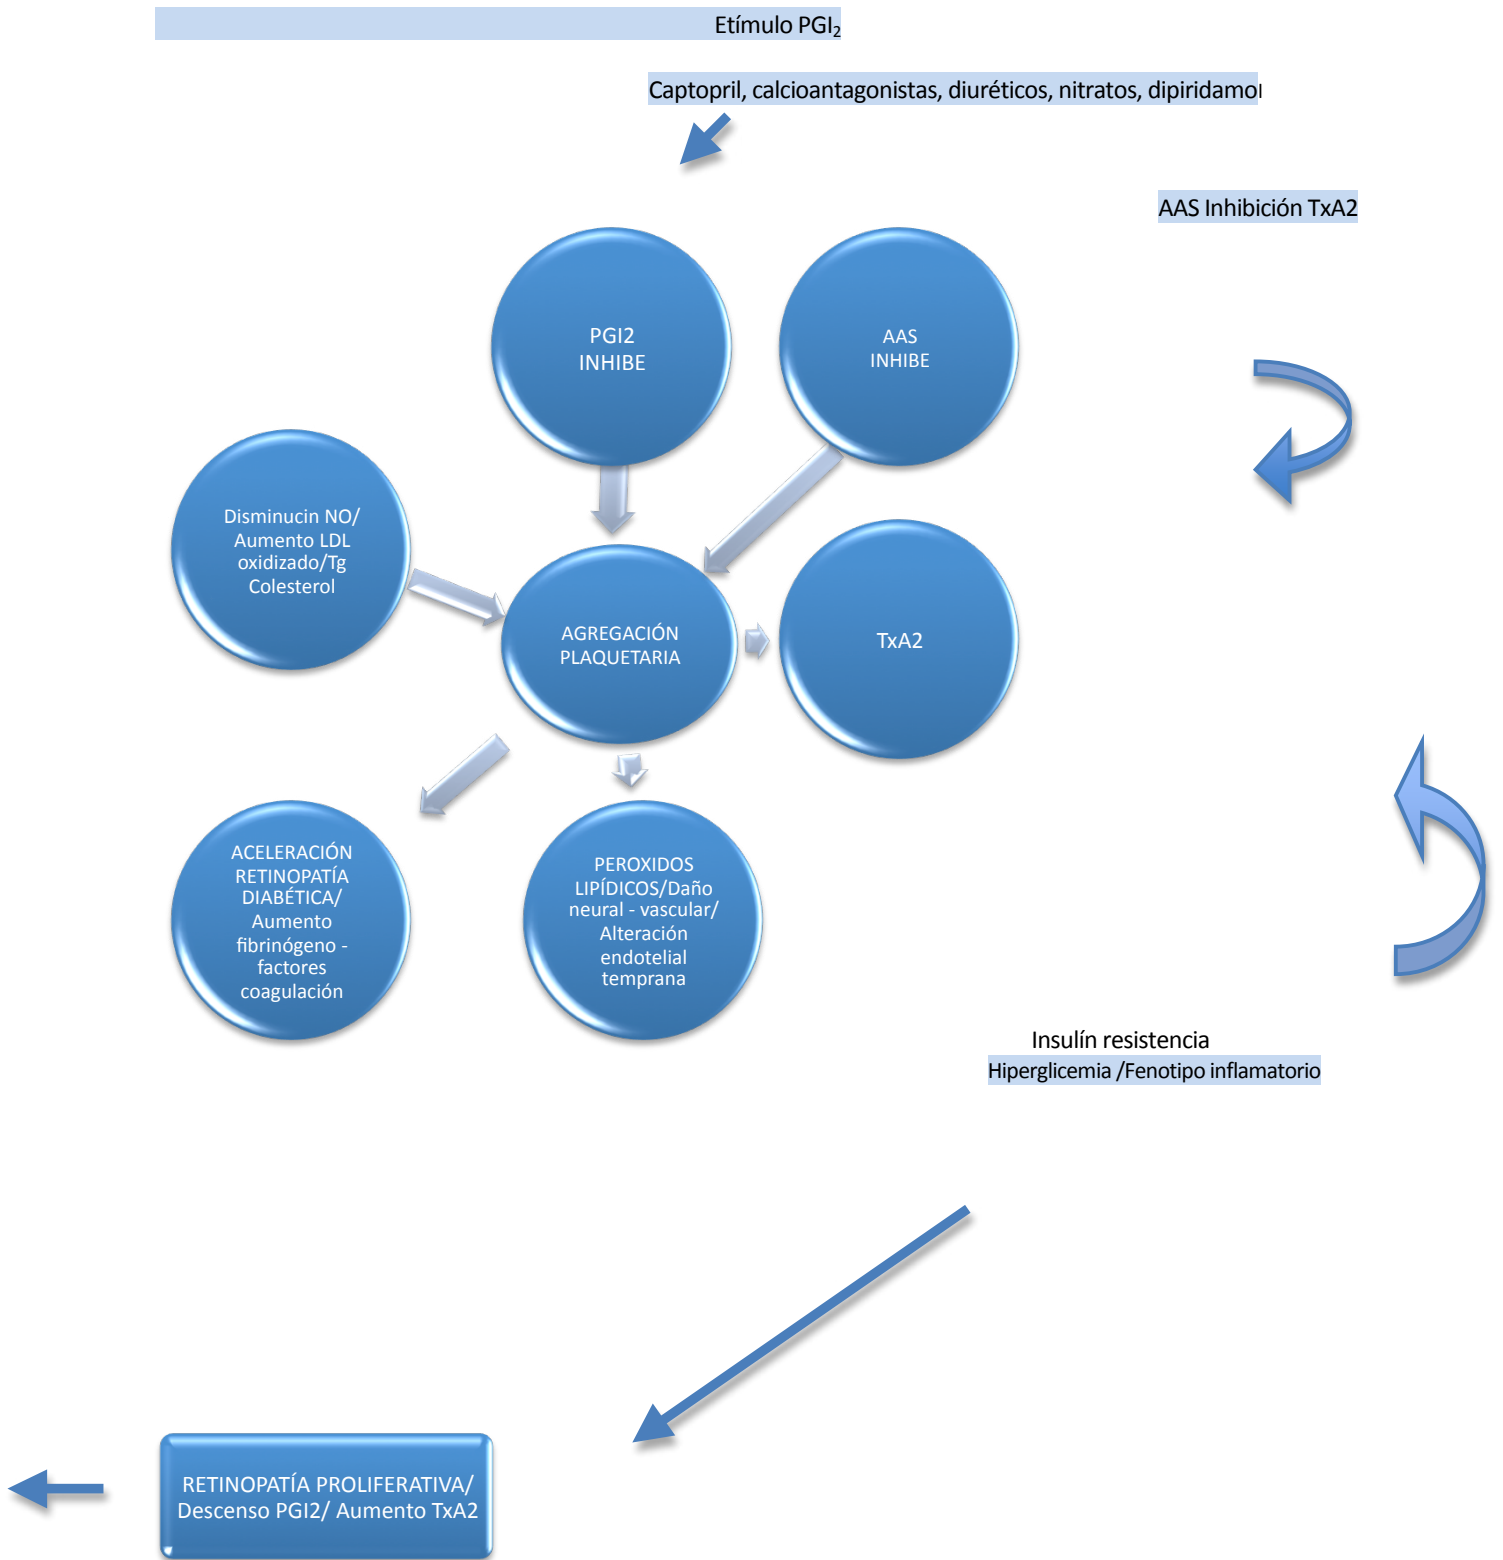 Etímulo PGI₂
Captopril, calcioantagonistas, diuréticos, nitratos, dipiridamol
AAS Inhibición TxA2
PGI2
INHIBE
AAS
INHIBE
Disminucin NO/
Aumento LDL
oxidizado/Tg
Colesterol
AGREGACIÓN
PLAQUETARIA
TxA2
ACELERACIÓN
RETINOPATÍA
DIABÉTICA/
Aumento
fibrinógeno -
factores
coagulación
PEROXIDOS
LIPÍDICOS/Daño
neural - vascular/
Alteración
endotelial
temprana
Insulín resistencia
Hiperglicemia /Fenotipo inflamatorio
RETINOPATÍA PROLIFERATIVA/
Descenso PGI2/ Aumento TxA2